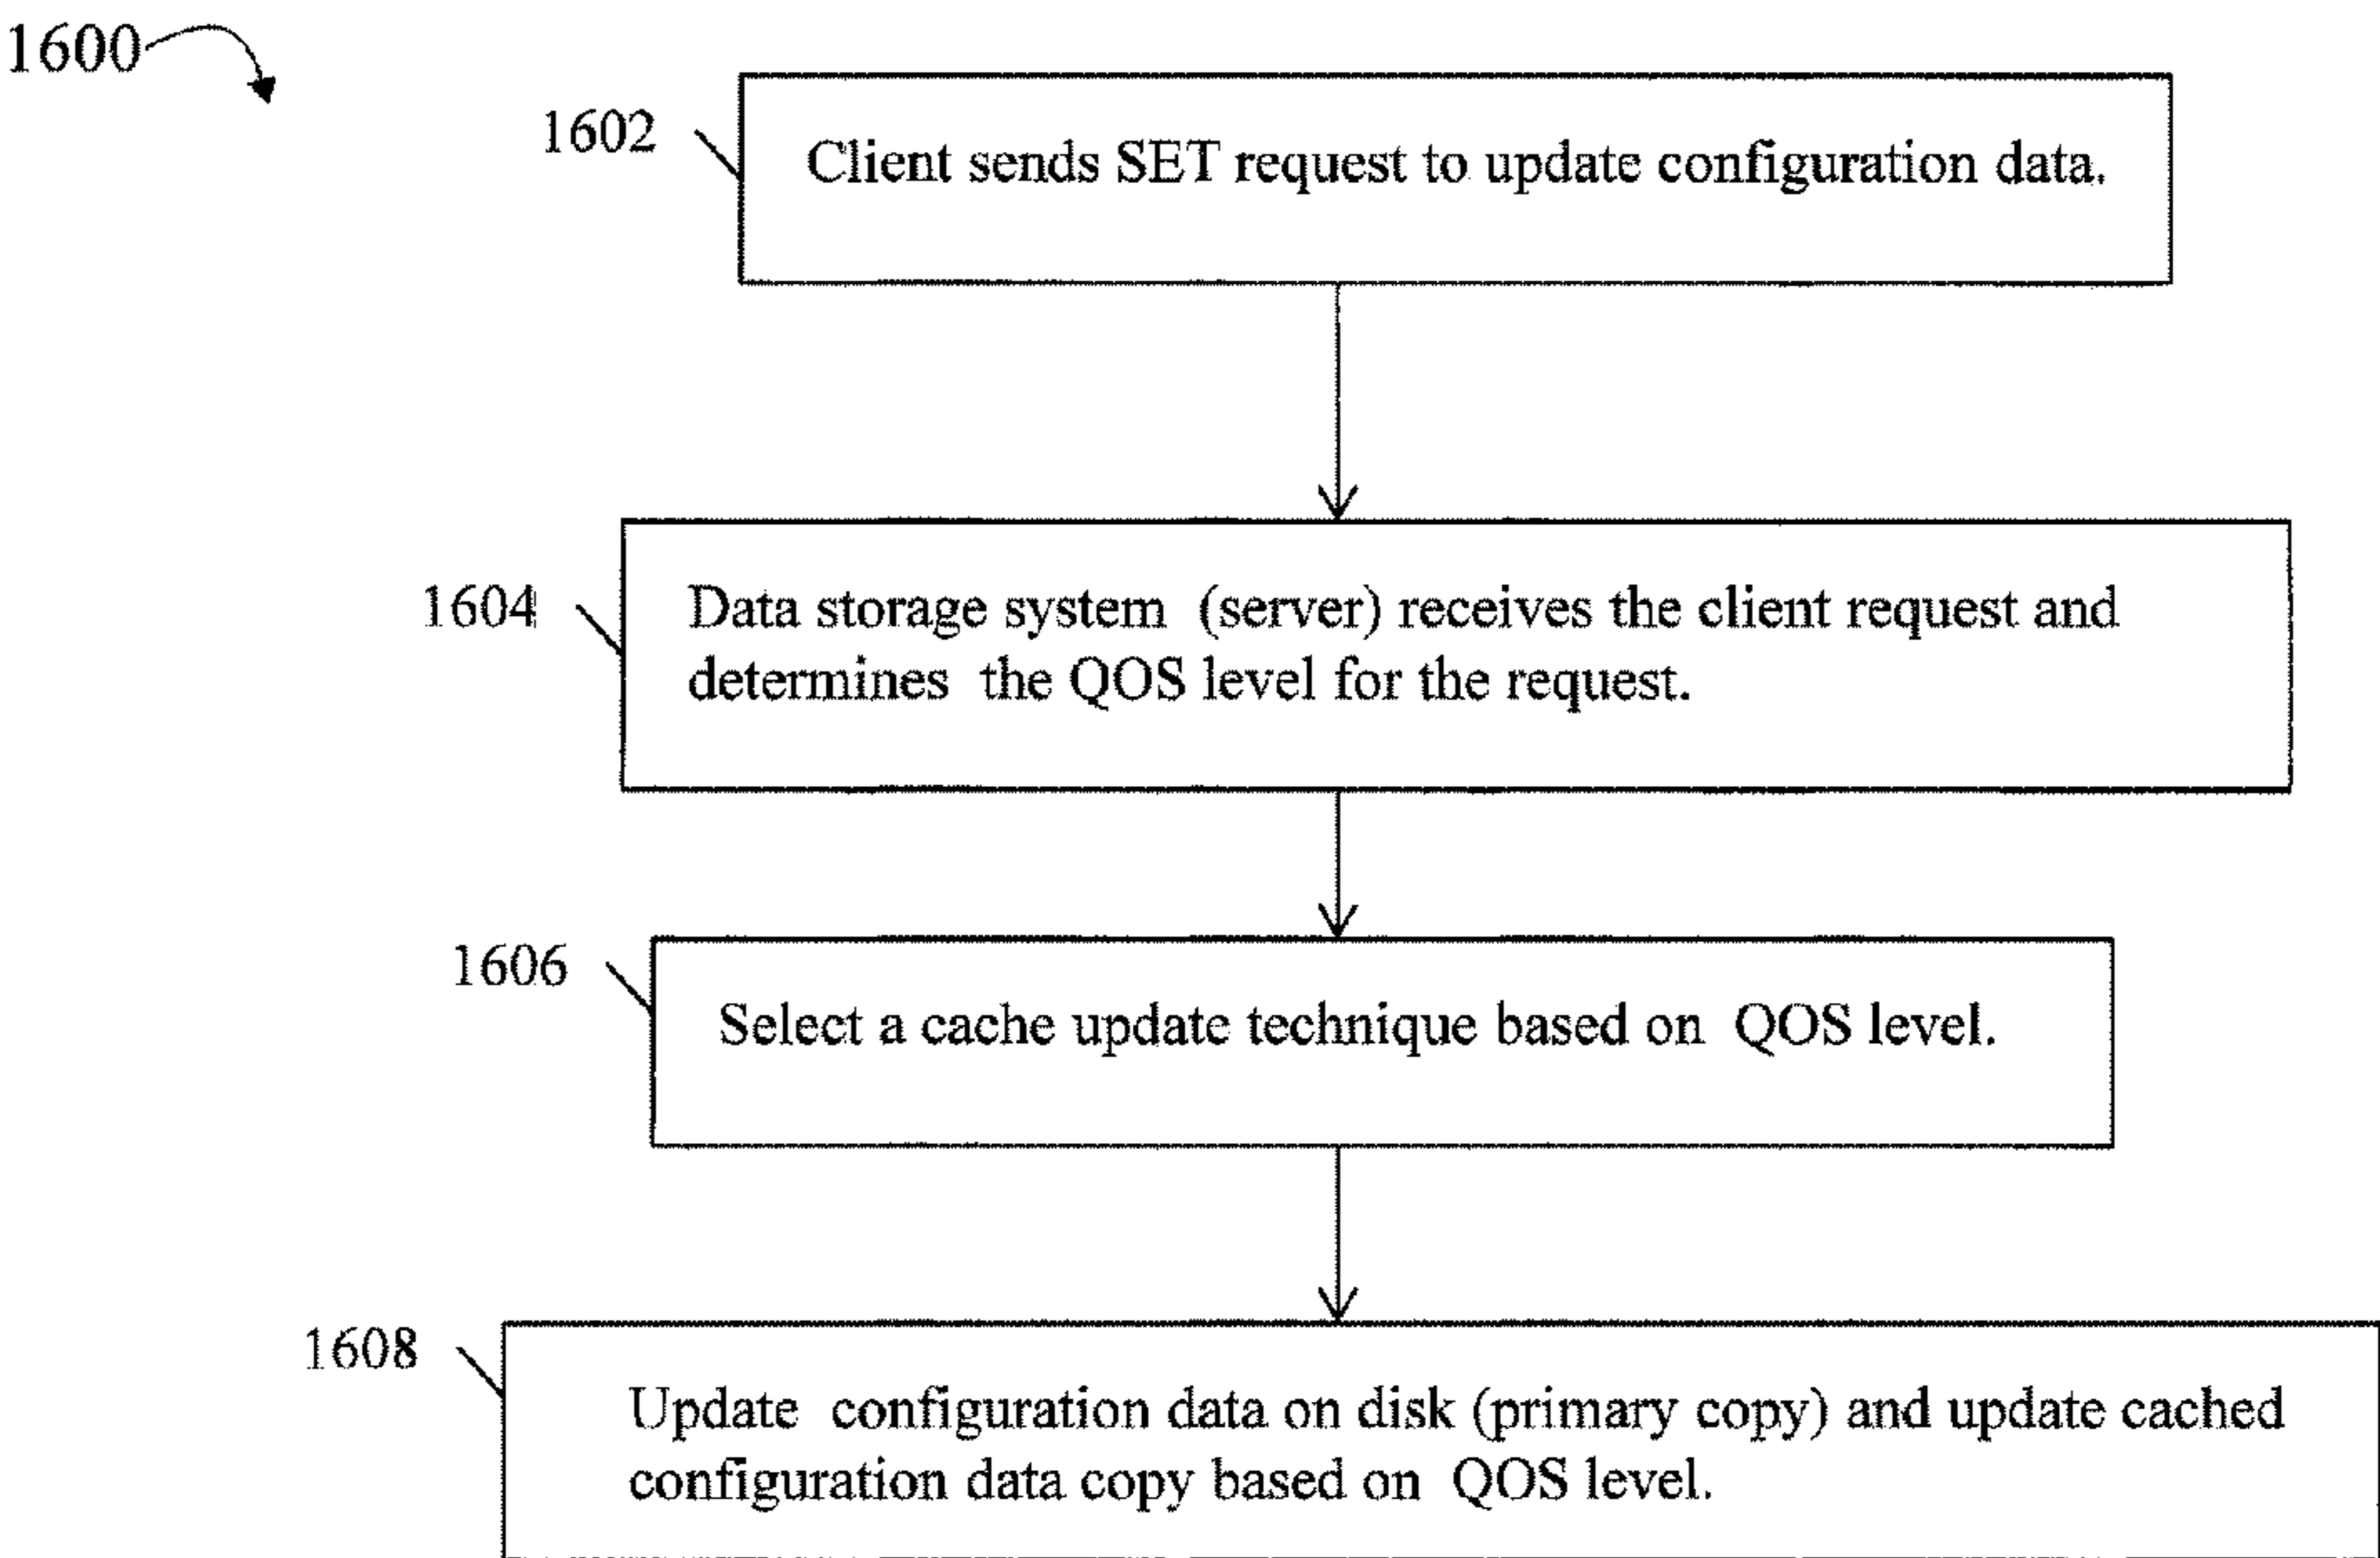 1600
1602
Client sends SET request to update configuration data.
1604
Data storage system (server) receives the client request and
determines the QOS level for the request.
1606
Select a cache update technique based on QOS level.
1608
Update configuration data on disk (primary copy) and update cached
configuration data copy based on QOS level.